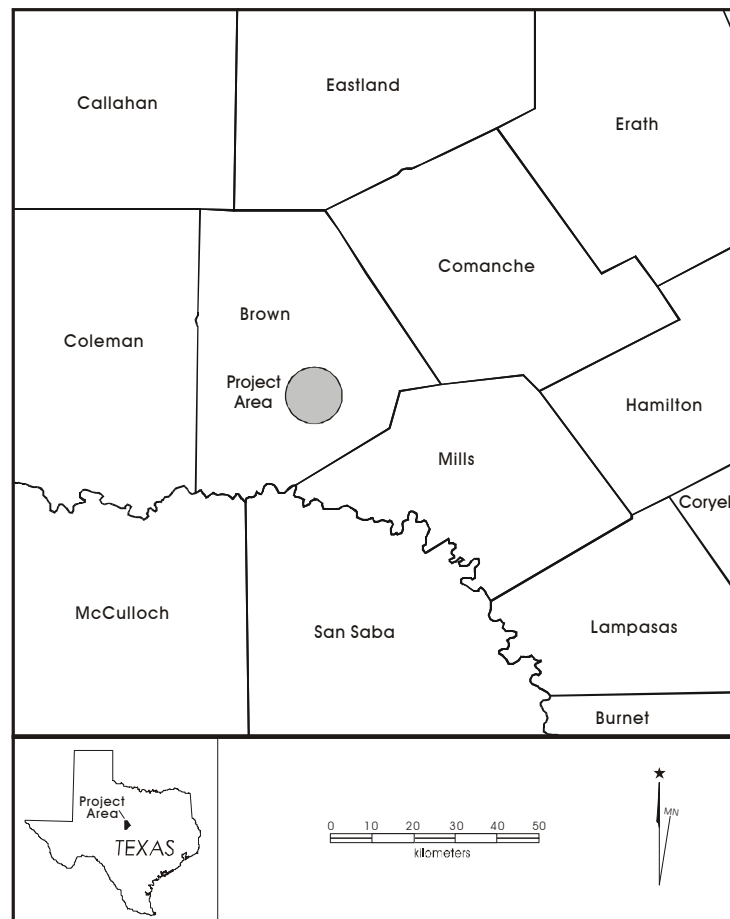 Callahan
Eastland
Erath
Comanche
Brown
Coleman
Project
Area
Hamilton
Mills
Coryel
McCulloch
San Saba
Lampasas
Burnet
Project
Area
TEXAS
0 10 20 30 40 50
kilometers
MN